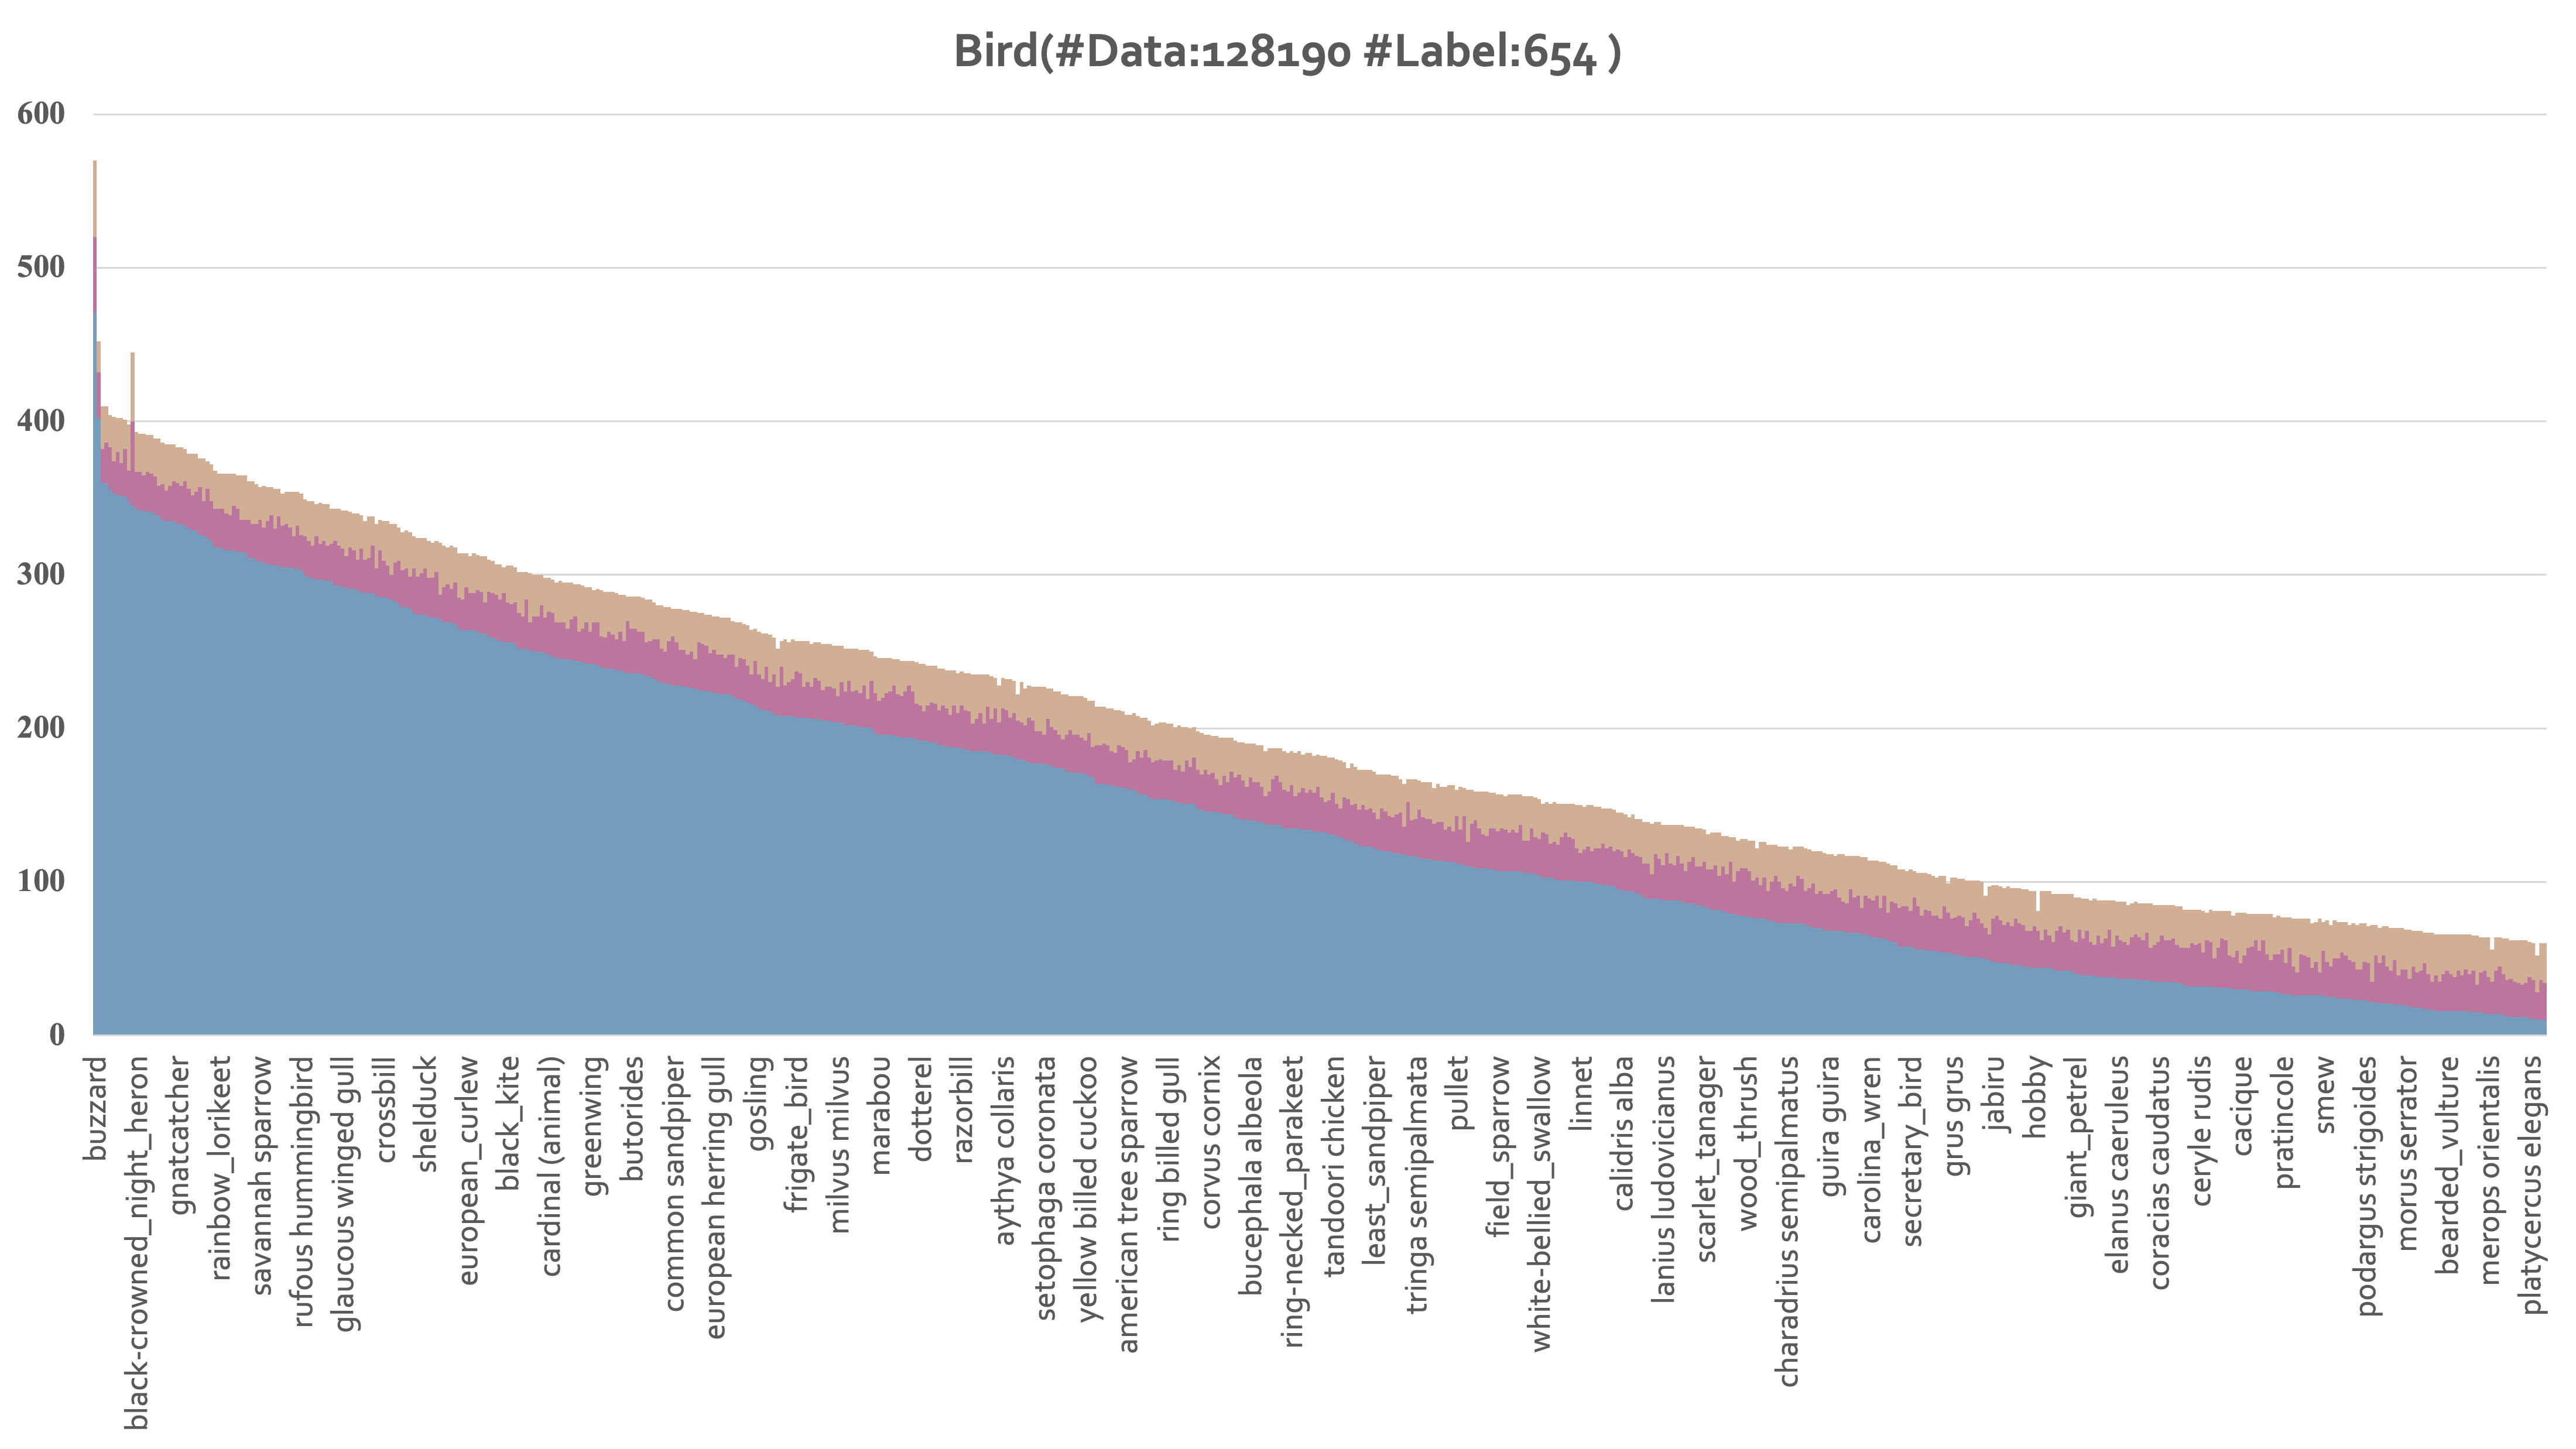 Bird(#Data:128190 #Label:654 )
600
500
400
300
200
100
0
buzzard
black-crowned_night_heron
gnatcatcher
rainbow_lorikeet
savannah sparrow
rufous hummingbird
glaucous winged gull
crossbill
shelduck
european_curlew
black_kite
cardinal (animal)
greenwing
butorides
common sandpiper
european herring gull
gosling
frigate_bird
milvus milvus
marabou
dotterel
razorbill
aythya collaris
setophaga coronata
yellow billed cuckoo
american tree sparrow
ring billed gull
corvus cornix
bucephala albeola
ring-necked_parakeet
tandoori chicken
least_sandpiper
tringa semipalmata
pullet
field_sparrow
white-bellied_swallow
linnet
calidris alba
lanius ludovicianus
scarlet_tanager
wood_thrush
charadrius semipalmatus
guira guira
carolina_wren
secretary_bird
grus grus
jabiru
hobby
giant_petrel
elanus caeruleus
coracias caudatus
ceryle rudis
cacique
pratincole
smew
podargus strigoides
morus serrator
bearded_vulture
merops orientalis
platycercus elegans